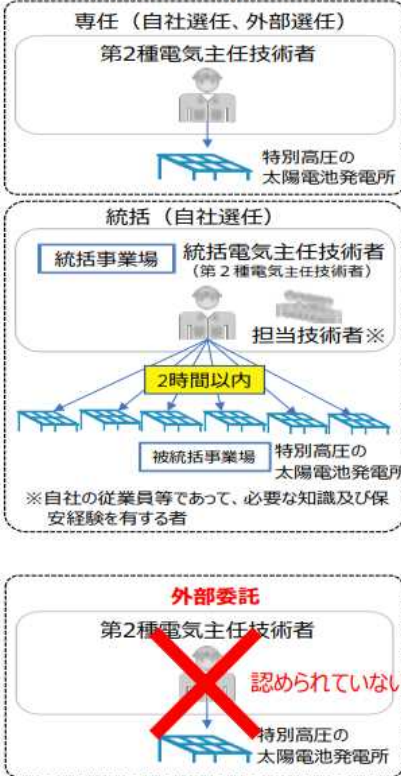 専任（自社選任、外部選任）
第2種電気主任技術者
特別高圧の
太陽電池発電所
統括（自社選任）
統括事業場
統括電気主任技術者
（第２種電気主任技術者）
担当技術者※
2時間以内
被統括事業場
特別高圧の
太陽電池発電所
※自社の従業員等であって、必要な知識及び保
安経験を有する者
外部委託
第2種電気主任技術者
認められていない
特別高圧の
太陽電池発電所